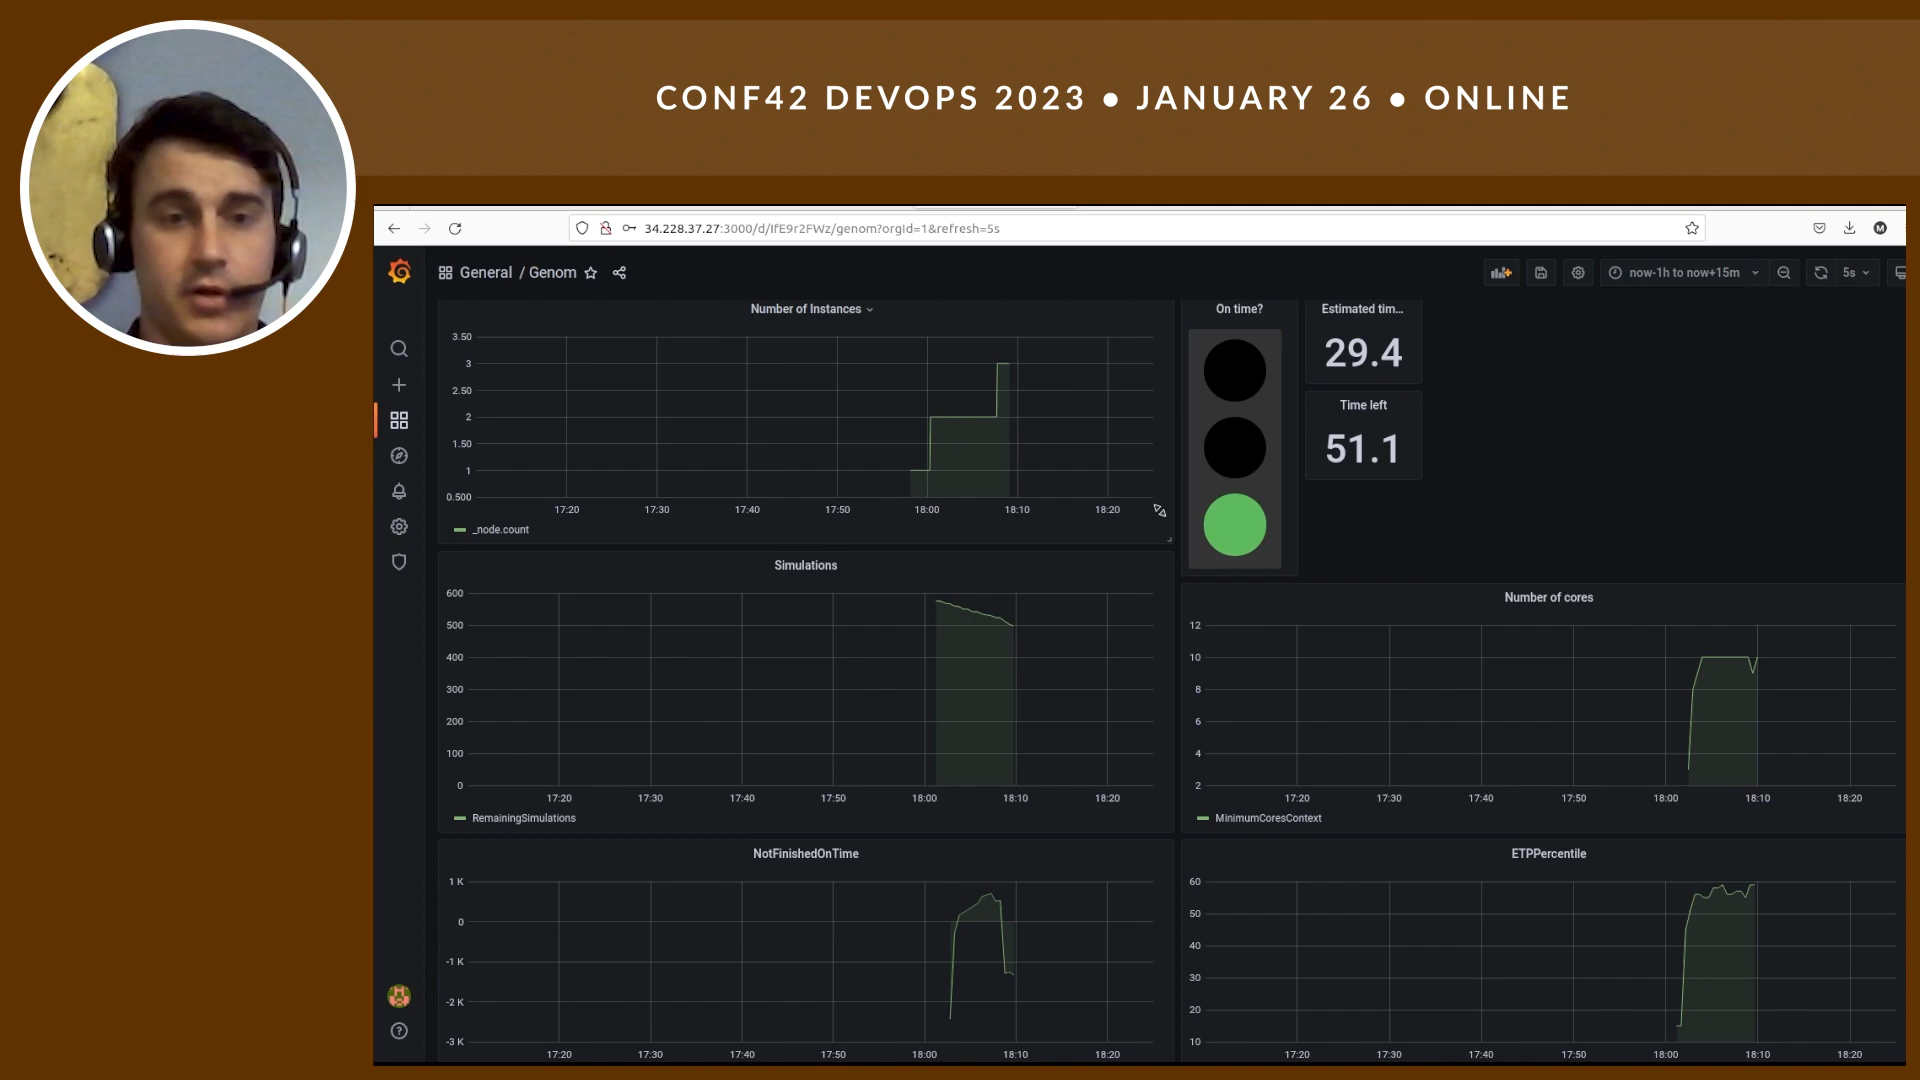 CONF42 DEVOPS 2023 ● JANUARY 26 ● ONLINE
34.228.37.27:3000/d/IfE9r2FWz/genom?orgId=1&refresh=5s
M
General / Genom
now-1h to now+15m
5s
Number of Instances
3.50
3
2.50
2
1.50
1
0.500
17:20 17:30 17:40 17:50 18:00 18:10 18:20
_node.count
On time?
Estimated tim...
29.4
Time left
51.1
Simulations
600
500
400
300
200
100
0
17:20 17:30 17:40 17:50 18:00 18:10 18:20
RemainingSimulations
Number of cores
12
10
8
6
4
2
17:20 17:30 17:40 17:50 18:00 18:10 18:20
MinimumCoresContext
NotFinishedOnTime
1 K
0
-1 K
-2 K
-3 K
17:20 17:30 17:40 17:50 18:00 18:10 18:20
ETPPercentile
60
50
40
30
20
10
17:20 17:30 17:40 17:50 18:00 18:10 18:20